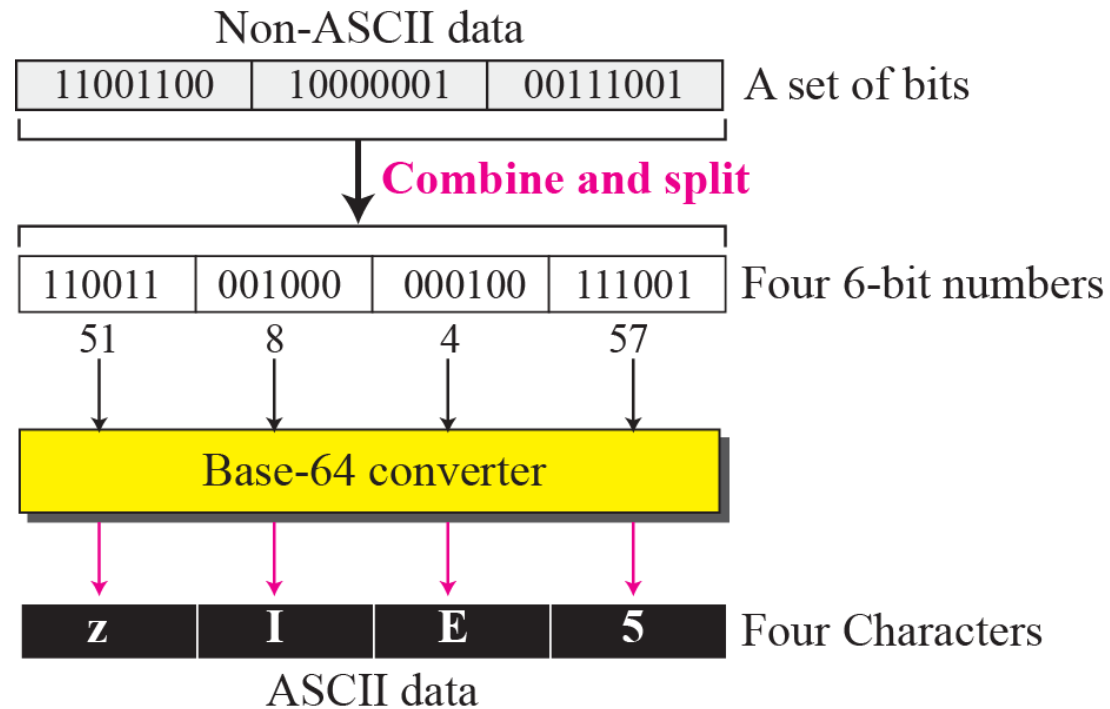 Non-ASCII data
11001100 10000001 00111001 A set of bits
Combine and split
110011 001000 000100 111001 Four 6-bit numbers
51 8 4 57
Base-64 converter
z I E 5 Four Characters
ASCII data